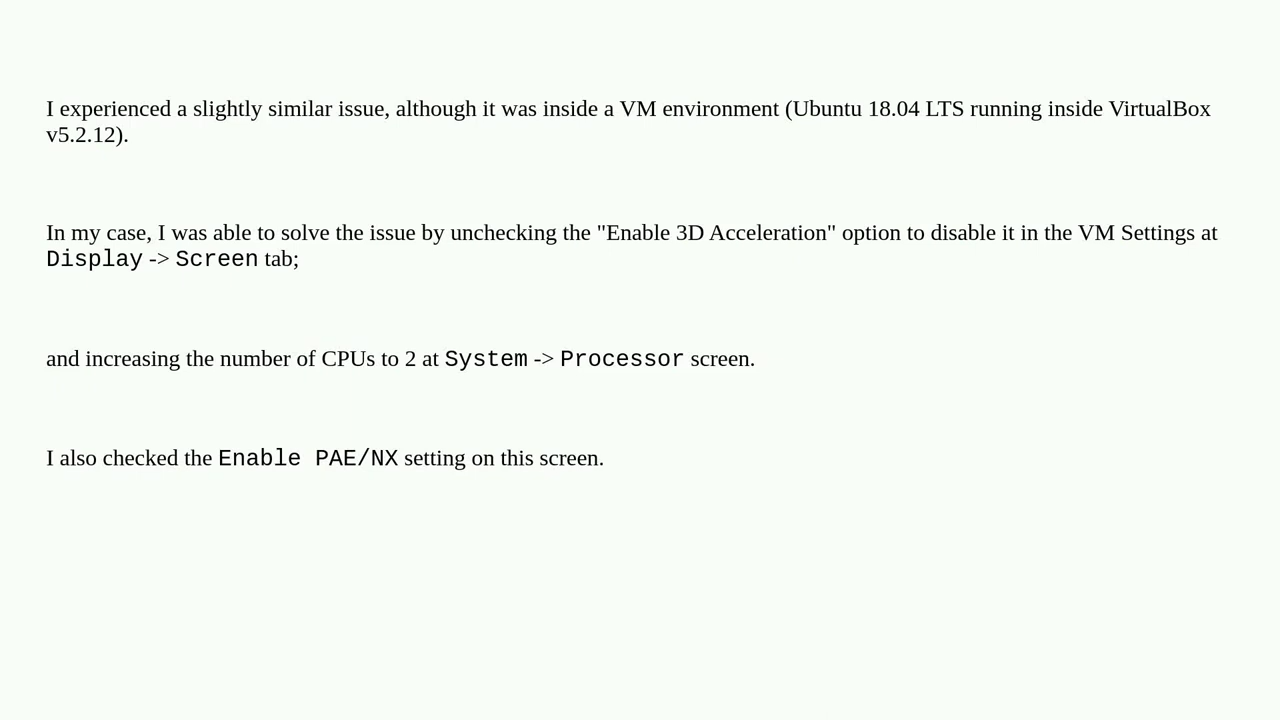 I experienced a slightly similar issue, although it was inside a VM environment (Ubuntu 18.04 LTS running inside VirtualBox
v5.2.12).
In my case, I was able to solve the issue by unchecking the "Enable 3D Acceleration" option to disable it in the VM Settings at
Display -> Screen tab;
and increasing the number of CPUs to 2 at System -> Processor screen.
I also checked the Enable PAE/NX setting on this screen.